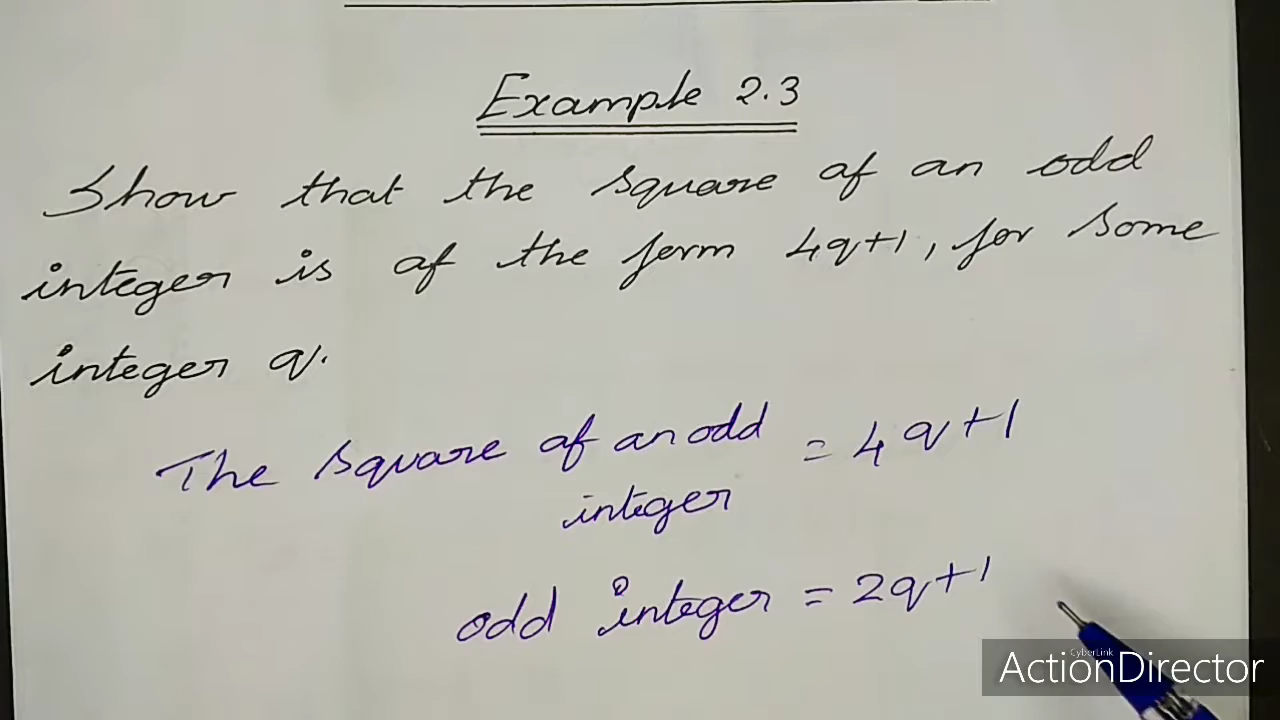 Example 2.3
Show that the square of an odd
integer is of the form 4q+1, for some
integer q.
The square of an odd = 4q+1
integer
odd integer = 2q+1
CyberLink
ActionDirector